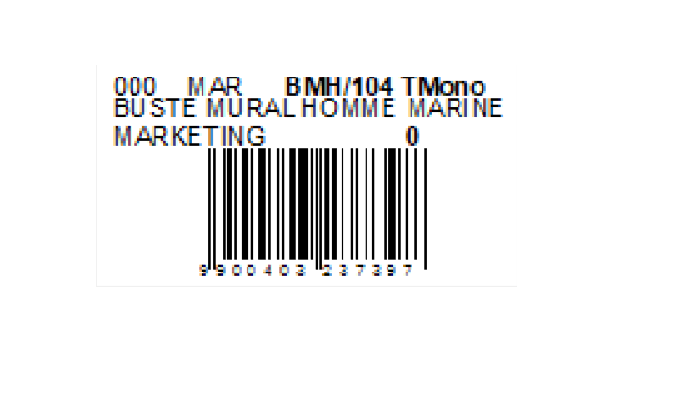 000 MAR BMH/104 TMono
BUSTE MURAL HOMME MARINE
MARKETING 0
9900403 237397